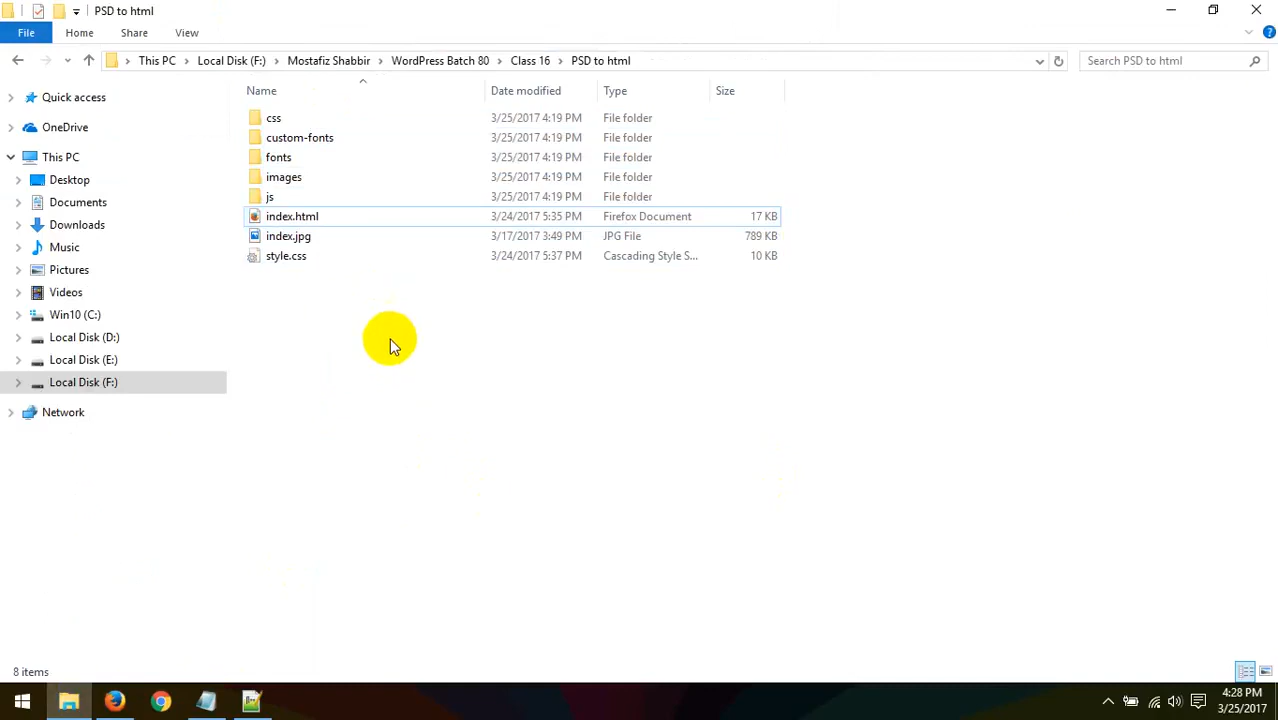 PSD to html
File Home Share View
This PC Local Disk (F:) Mostafiz Shabbir WordPress Batch 80 Class 16 PSD to html
Search PSD to html
Name Date modified Type Size
Quick access
OneDrive
This PC
Desktop
Documents
Downloads
Music
Pictures
Videos
Win10 (C:)
Local Disk (D:)
Local Disk (E:)
Local Disk (F:)
Network
css 3/25/2017 4:19 PM File folder
custom-fonts 3/25/2017 4:19 PM File folder
fonts 3/25/2017 4:19 PM File folder
images 3/25/2017 4:19 PM File folder
js 3/25/2017 4:19 PM File folder
index.html 3/24/2017 5:35 PM Firefox Document 17 KB
index.jpg 3/17/2017 3:49 PM JPG File 789 KB
style.css 3/24/2017 5:37 PM Cascading Style S... 10 KB
8 items
4:28 PM
3/25/2017